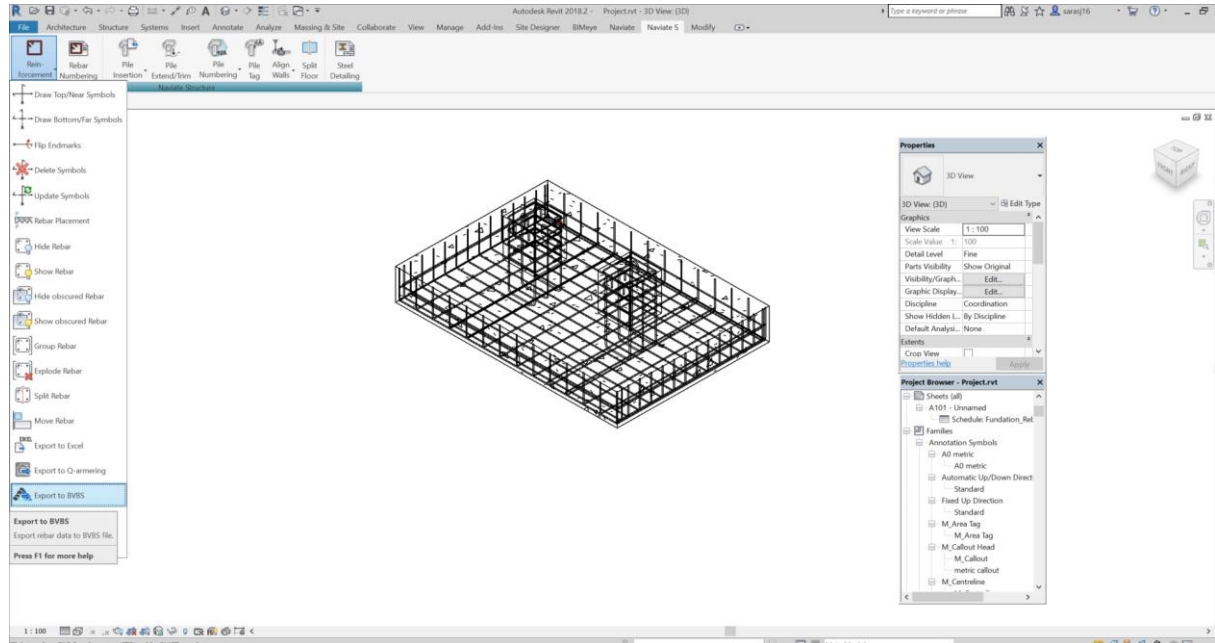 Autodesk Revit 2018.2 - Project.rvt - 3D View: {3D}
Type a keyword or phrase
sarasj16
File Architecture Structure Systems Insert Annotate Analyze Massing & Site Collaborate View Manage Add-Ins Site Designer BIMeye Naviate Naviate S Modify
Rein-
forcement
Rebar
Numbering
Pile
Insertion
Pile
Extend/Trim
Pile
Numbering
Pile
Tag
Align
Walls
Split
Floor
Steel
Detailing
Naviate Structure
Draw Top/Near Symbols
Draw Bottom/Far Symbols
Flip Endmarks
Delete Symbols
Update Symbols
Rebar Placement
Hide Rebar
Show Rebar
Hide obscured Rebar
Show obscured Rebar
Group Rebar
Explode Rebar
Split Rebar
Move Rebar
Export to Excel
Export to Q-armering
Export to BVBS
Export to BVBS
Export rebar data to BVBS file.
Press F1 for more help
TOP
FRONT RIGHT
Properties
3D View
3D View: {3D} Edit Type
Graphics
View Scale 1 : 100
Scale Value 1: 100
Detail Level Fine
Parts Visibility Show Original
Visibility/Graph... Edit...
Graphic Display... Edit...
Discipline Coordination
Show Hidden L... By Discipline
Default Analysi... None
Extents
Crop View
Properties help Apply
Project Browser - Project.rvt
Sheets (all)
A101 - Unnamed
Schedule: Fundation_Rel
Families
Annotation Symbols
A0 metric
A0 metric
Automatic Up/Down Direct
Standard
Fixed Up Direction
Standard
M_Area Tag
M_Area Tag
M_Callout Head
M_Callout
metric callout
M_Centreline
1 : 100